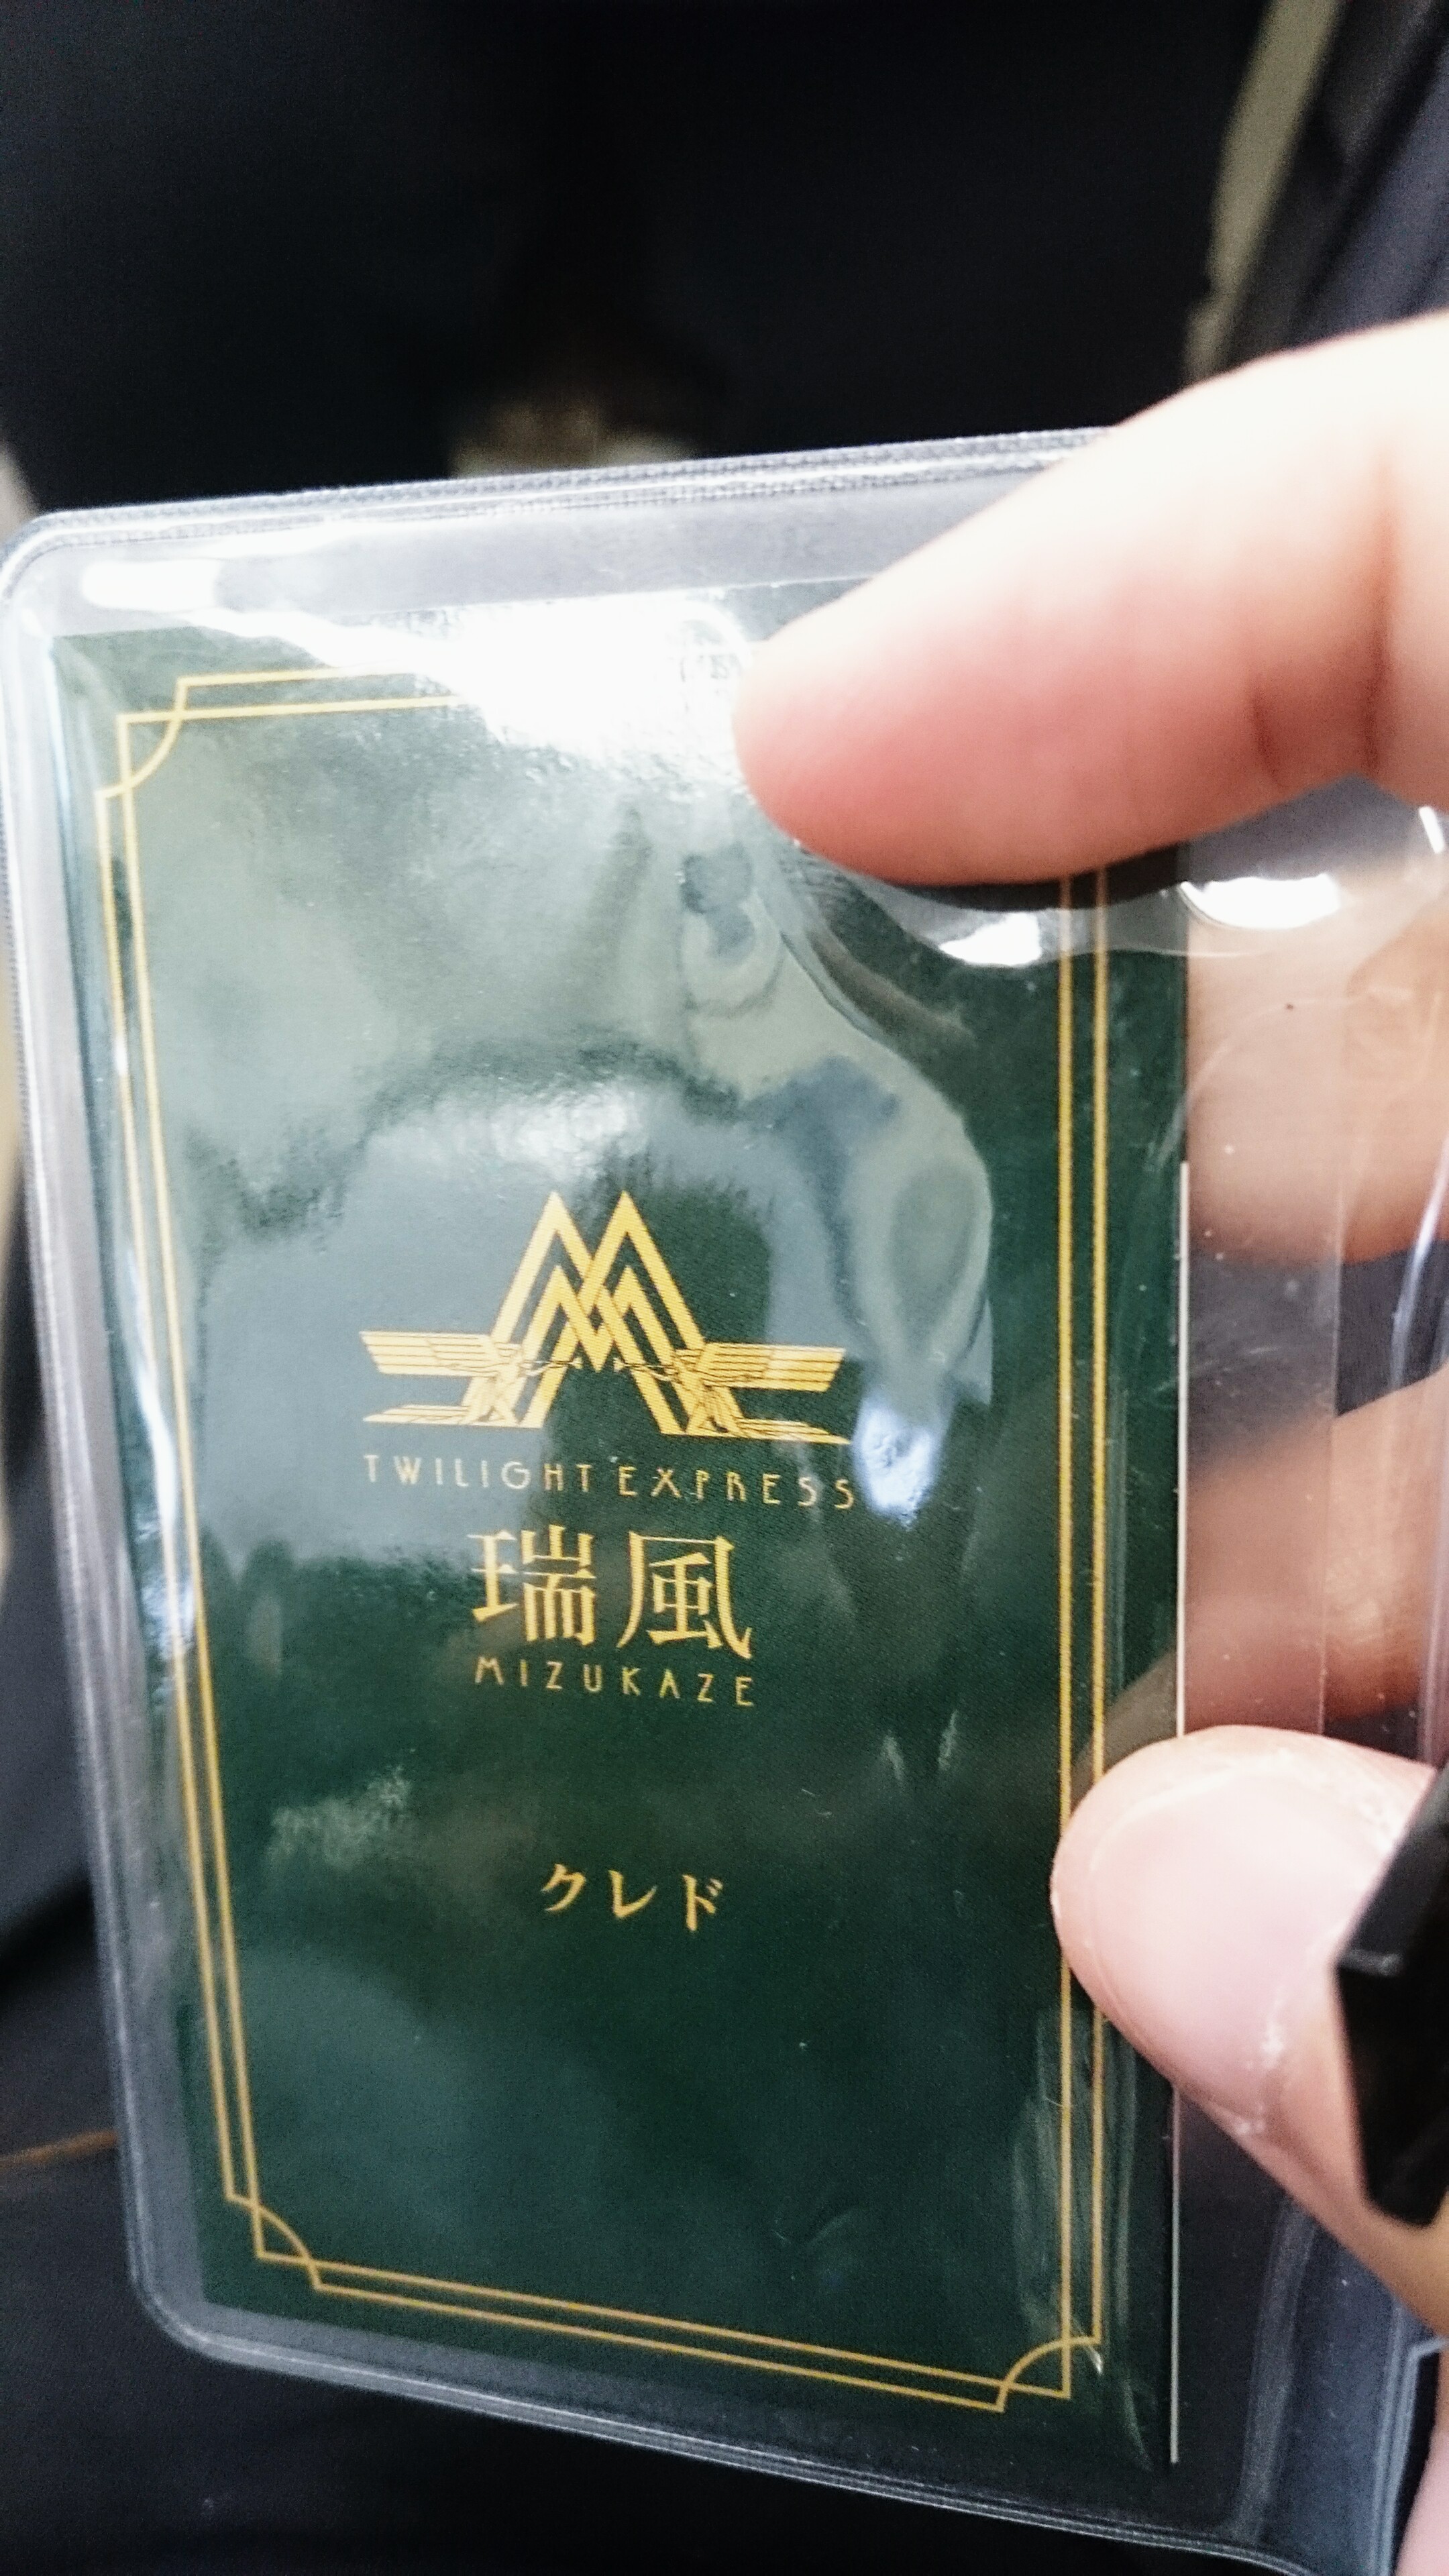 TWILIGHT EXPRESS
瑞風
MIZUKAZE
クレド